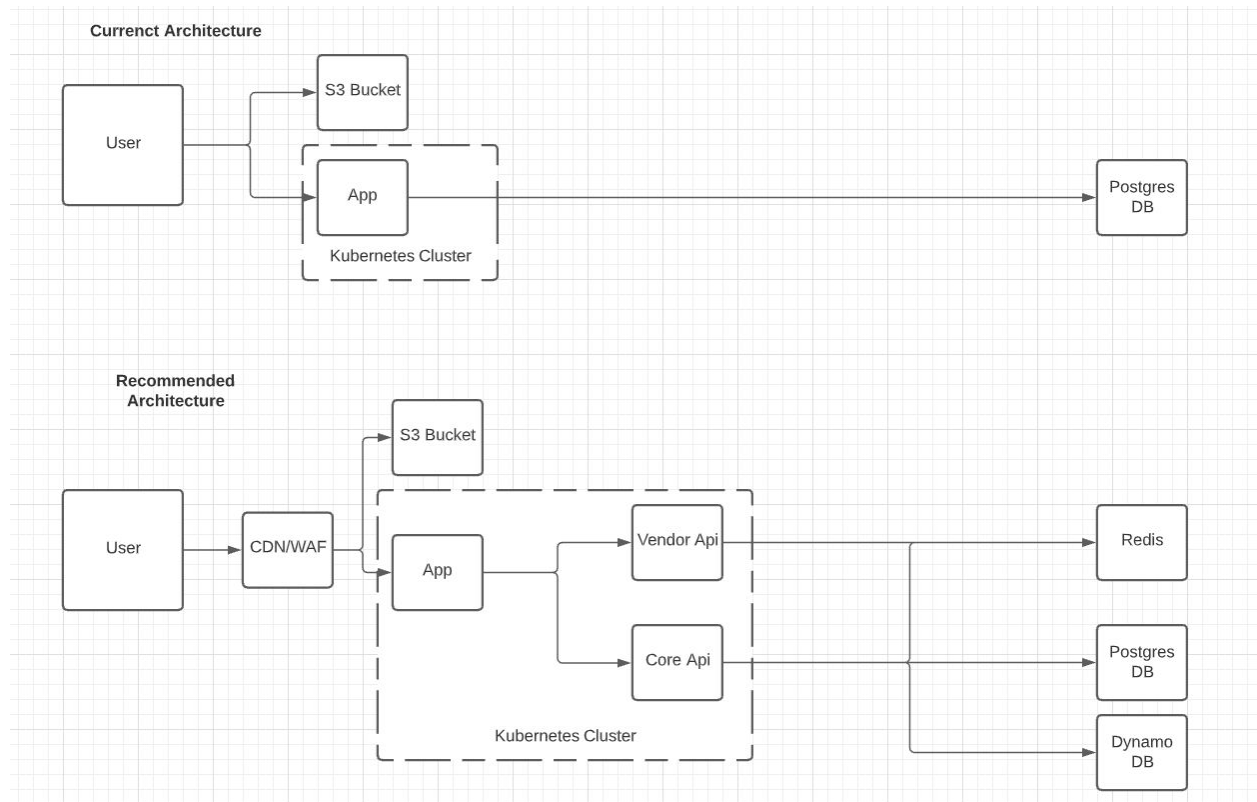 Currenct Architecture
S3 Bucket
User
App
Postgres
DB
Kubernetes Cluster
Recommended
Architecture
S3 Bucket
User
CDN/WAF
App
Vendor Api
Redis
Core Api
Postgres
DB
Kubernetes Cluster
Dynamo
DB